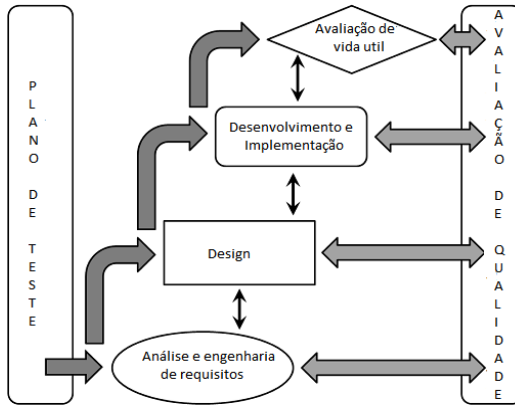 PLANO DE TESTE
Avaliação de
vida util
Desenvolvimento e
Implementação
Design
Análise e engenharia
de requisitos
AVALIAÇÃO DE QUALIDADE